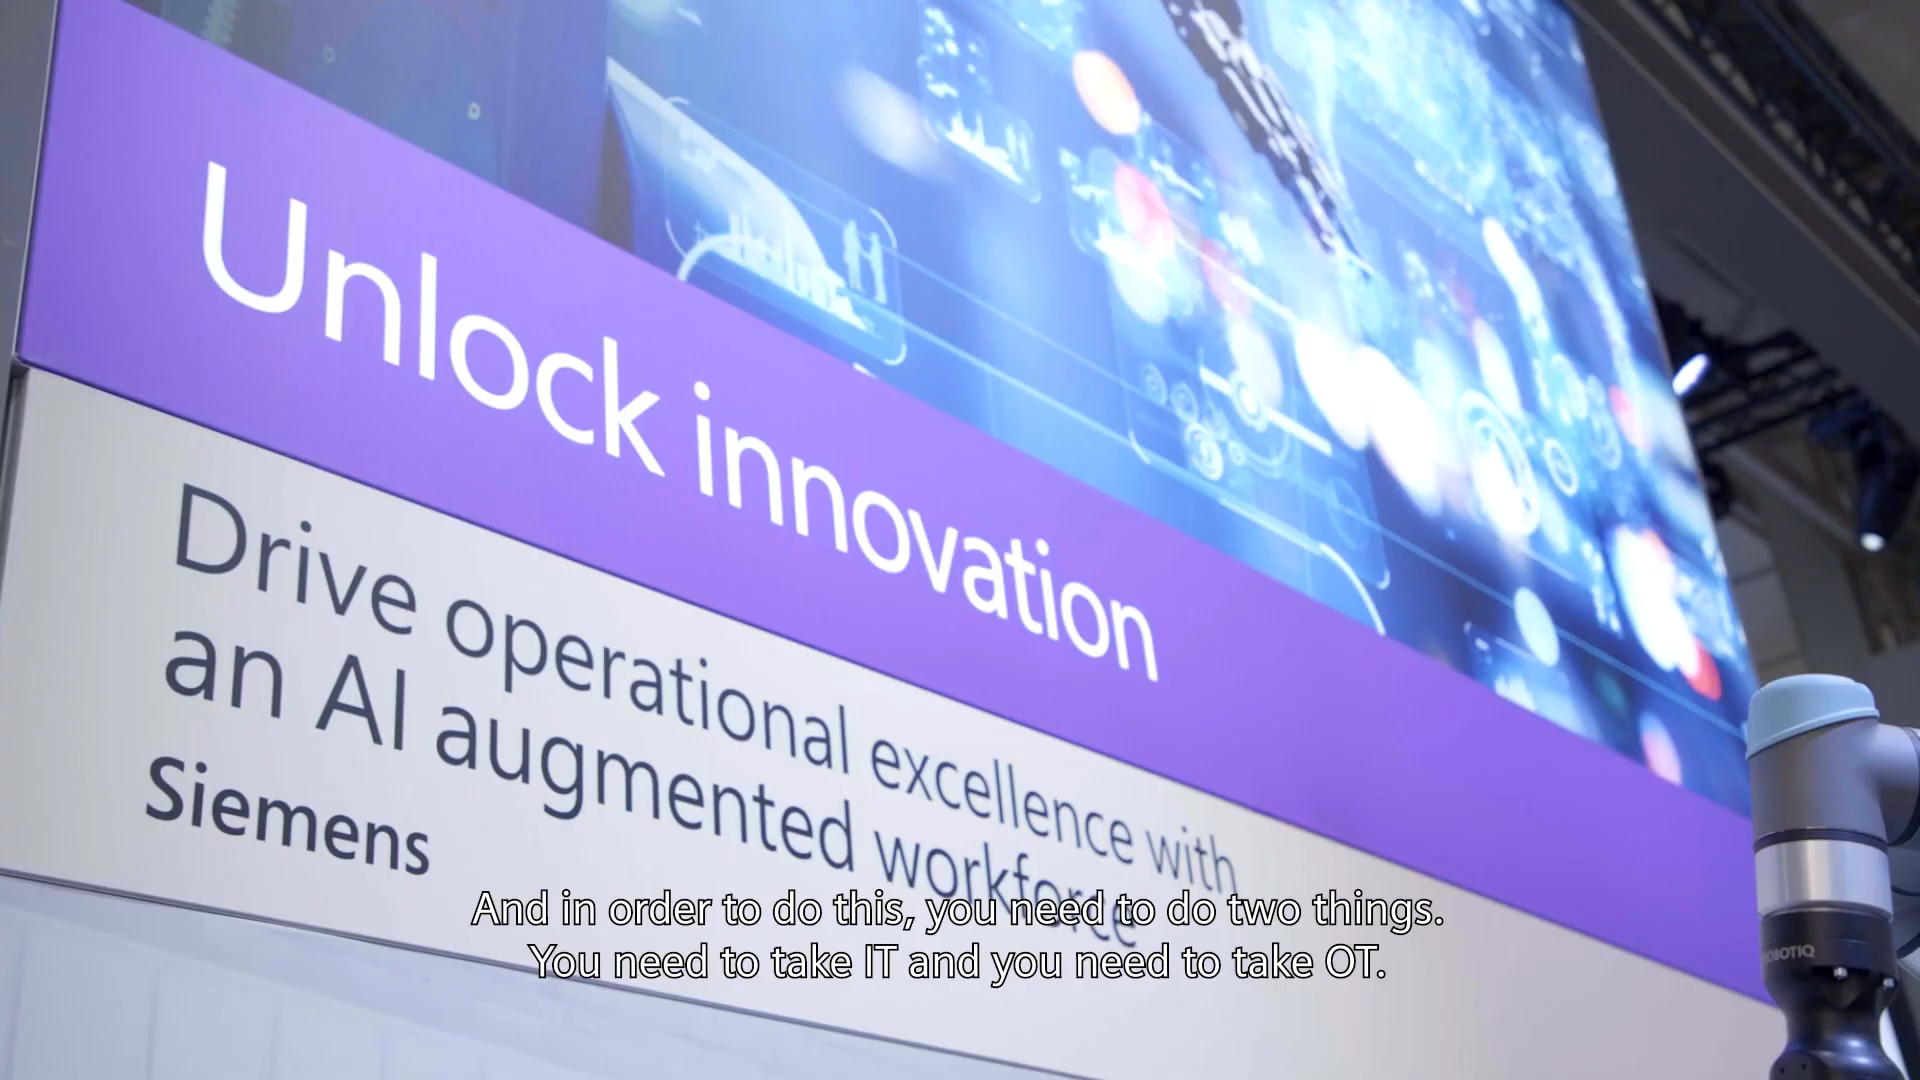 Unlock innovation
Drive operational excellence with
an AI augmented workforce
Siemens
ROBOTIQ
And in order to do this, you need to do two things.
You need to take IT and you need to take OT.